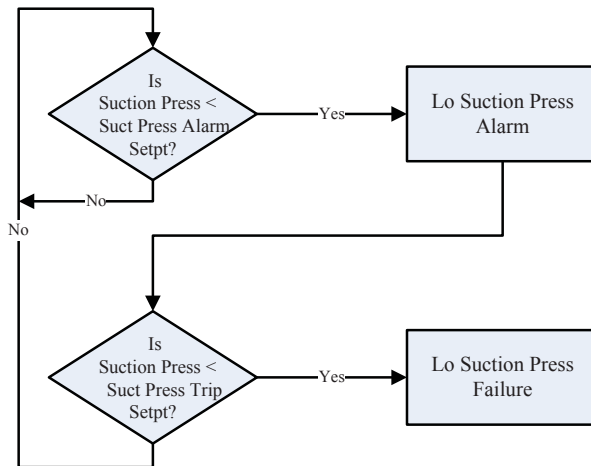 Is
Suction Press <
Suct Press Alarm
Setpt?
Yes
Lo Suction Press
Alarm
No
No
Is
Suction Press <
Suct Press Trip
Setpt?
Yes
Lo Suction Press
Failure